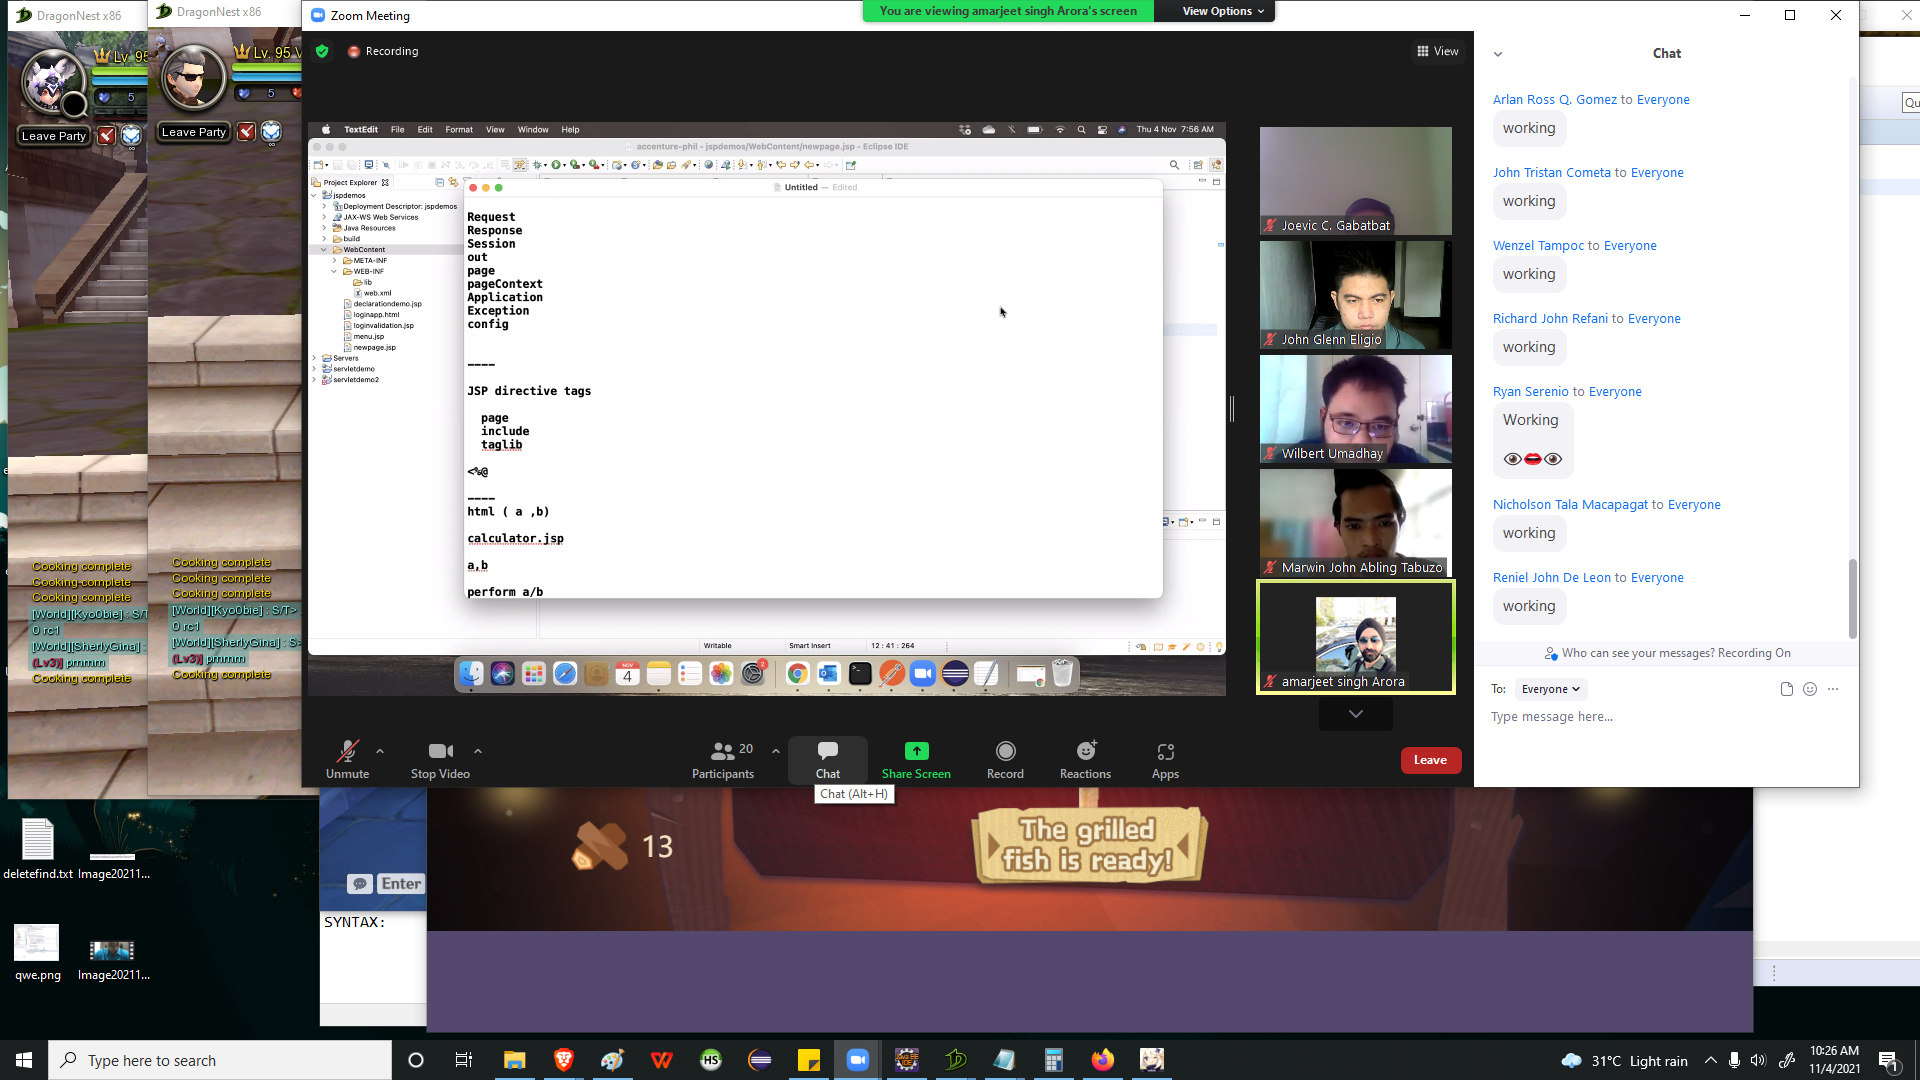 DragonNest x86
Lv. 95
5
Leave Party
Cooking complete
Cooking complete
Cooking complete
[World][Kyo0bie] : S/T
0 rc1
[World][SherlyGina] :
(Lv3)] pmmm
Cooking complete
DragonNest x86
Lv. 95 V
5
Leave Party
Cooking complete
Cooking complete
Cooking complete
[World][Kyo0bie] : S/T>
0 rc1
[World][SherlyGina] : S>
(Lv3)] pmmm
Cooking complete
Zoom Meeting
You are viewing amarjeet singh Arora's screen
View Options
Recording
View
TextEdit File Edit Format View Window Help
Thu 4 Nov 7:56 AM
accenture-phil - jspdemos/WebContent/newpage.jsp - Eclipse IDE
Project Explorer
jspdemos
Deployment Descriptor: jspdemos
JAX-WS Web Services
Java Resources
build
WebContent
META-INF
WEB-INF
lib
web.xml
declarationdemo.jsp
loginapp.html
loginvalidation.jsp
menu.jsp
newpage.jsp
Servers
servletdemo
servletdemo2
Untitled — Edited
Request
Response
Session
out
page
pageContext
Application
Exception
config
----
JSP directive tags
page
include
taglib
<%@
----
html ( a ,b)
calculator.jsp
a,b
perform a/b
Writable
Smart Insert
12 : 41 : 264
NOV
4
2
Joevic C. Gabatbat
John Glenn Eligio
Wilbert Umadhay
Marwin John Abling Tabuzo
amarjeet singh Arora
Unmute
Stop Video
20
Participants
Chat
Share Screen
Record
Reactions
Apps
Leave
Chat (Alt+H)
Chat
Arlan Ross Q. Gomez to Everyone
working
John Tristan Cometa to Everyone
working
Wenzel Tampoc to Everyone
working
Richard John Refani to Everyone
working
Ryan Serenio to Everyone
Working
👁👄👁
Nicholson Tala Macapagat to Everyone
working
Reniel John De Leon to Everyone
working
Who can see your messages? Recording On
To: Everyone
Type message here...
Qu
13
The grilled
fish is ready!
Enter
SYNTAX:
deletefind.txt
Image20211...
qwe.png
Image20211...
Type here to search
31°C Light rain
10:26 AM
11/4/2021
1